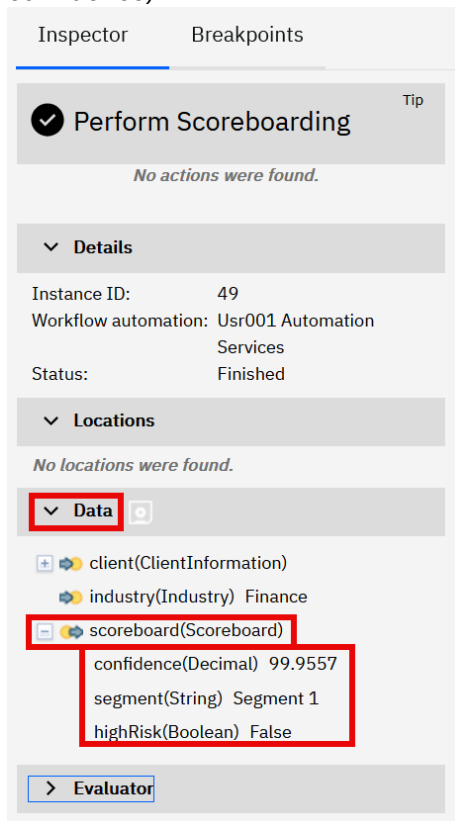 Inspector Breakpoints
Perform Scoreboarding Tip
No actions were found.
Details
Instance ID: 49
Workflow automation: Usr001 Automation
Services
Status: Finished
Locations
No locations were found.
Data
client(ClientInformation)
industry(Industry) Finance
scoreboard(Scoreboard)
confidence(Decimal) 99.9557
segment(String) Segment 1
highRisk(Boolean) False
Evaluator